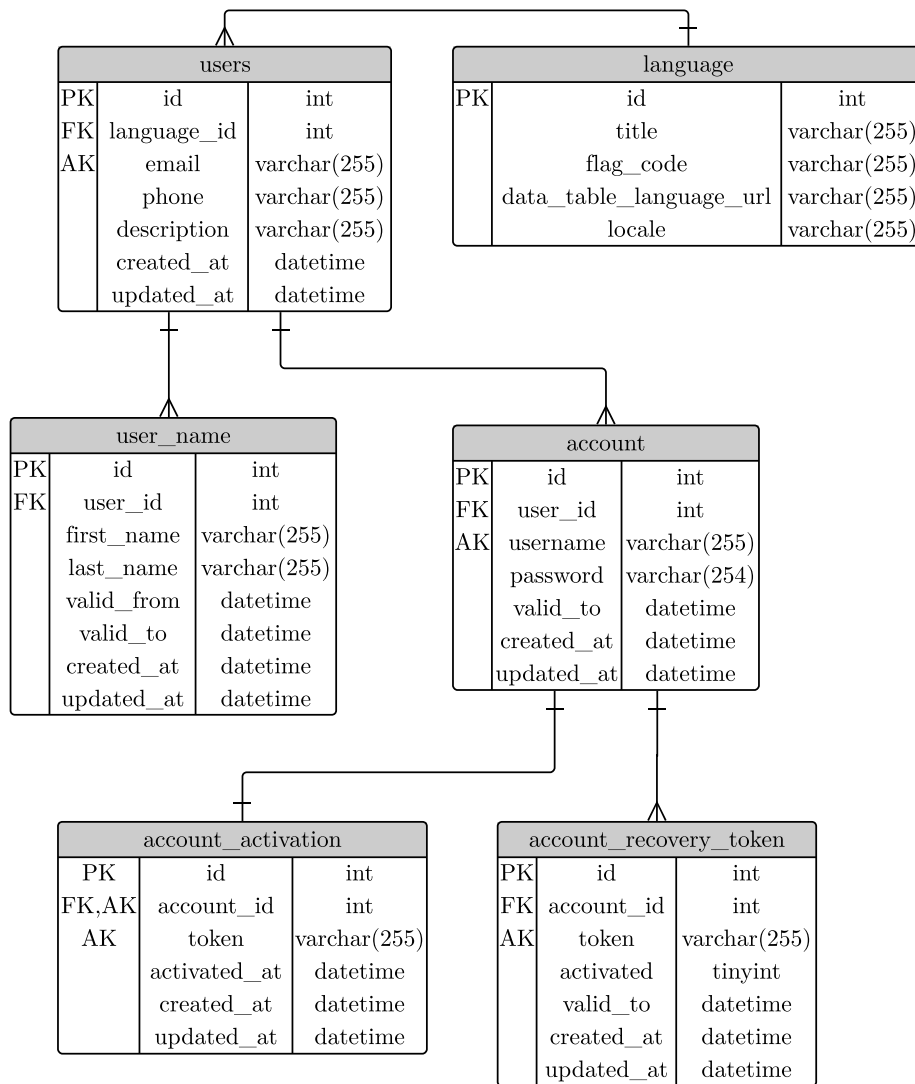 users
PK id int
FK language_id int
AK email varchar(255)
phone varchar(255)
description varchar(255)
created_at datetime
updated_at datetime
language
PK id int
title varchar(255)
flag_code varchar(255)
data_table_language_url varchar(255)
locale varchar(255)
user_name
PK id int
FK user_id int
first_name varchar(255)
last_name varchar(255)
valid_from datetime
valid_to datetime
created_at datetime
updated_at datetime
account
PK id int
FK user_id int
AK username varchar(255)
password varchar(254)
valid_to datetime
created_at datetime
updated_at datetime
account_activation
PK id int
FK,AK account_id int
AK token varchar(255)
activated_at datetime
created_at datetime
updated_at datetime
account_recovery_token
PK id int
FK account_id int
AK token varchar(255)
activated tinyint
valid_to datetime
created_at datetime
updated_at datetime